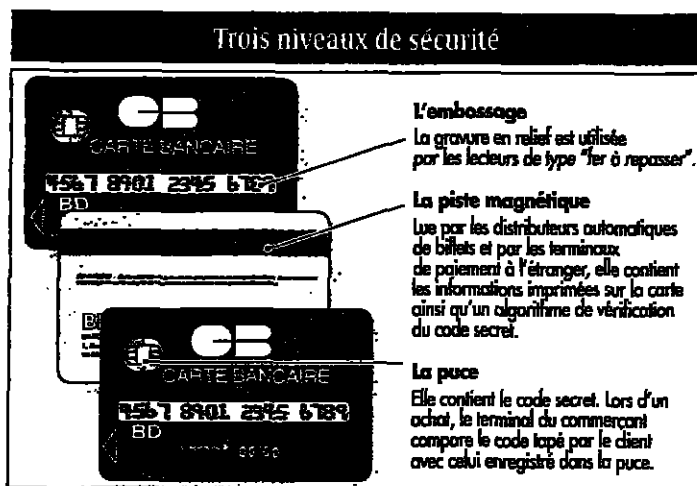 Trois niveaux de sécurité
CB
CARTE BANCAIRE
4567 8901 2345 6789
BD
L'embossage
La gravure en relief est utilisée
par les lecteurs de type "fer à repasser".
La piste magnétique
Lue par les distributeurs automatiques
de billets et par les terminaux
de paiement à l'étranger, elle contient
les informations imprimées sur la carte
ainsi qu'un algorithme de vérification
du code secret.
CB
CARTE BANCAIRE
4567 8901 2345 6789
BD
La puce
Elle contient le code secret. Lors d'un
achat, le terminal du commerçant
compare le code tapé par le client
avec celui enregistré dans la puce.